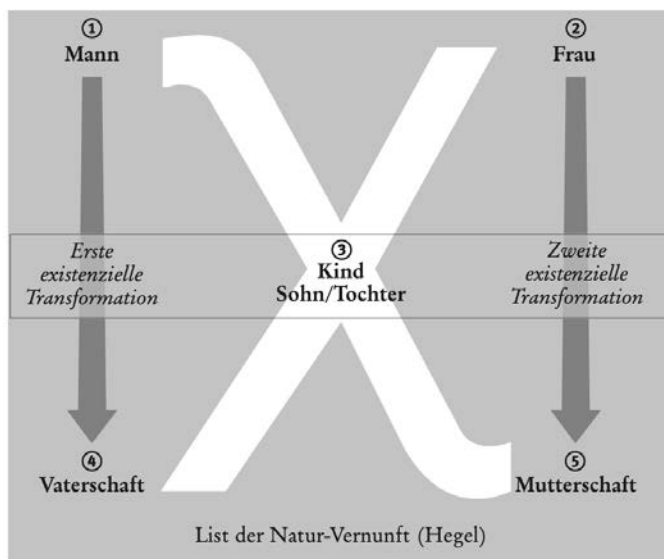 ①
Mann
②
Frau
Erste
existenzielle
Transformation
③
Kind
Sohn/Tochter
Zweite
existenzielle
Transformation
④
Vaterschaft
⑤
Mutterschaft
List der Natur-Vernunft (Hegel)